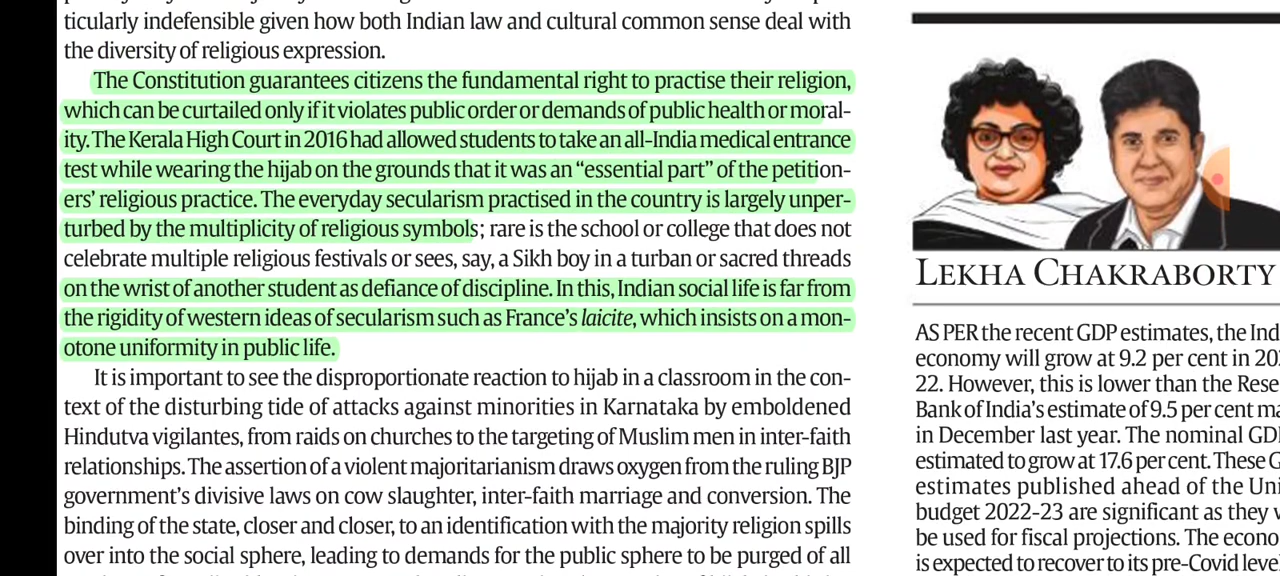 ticularly indefensible given how both Indian law and cultural common sense deal with
the diversity of religious expression.
The Constitution guarantees citizens the fundamental right to practise their religion,
which can be curtailed only if it violates public order or demands of public health or moral-
ity. The Kerala High Court in 2016 had allowed students to take an all-India medical entrance
test while wearing the hijab on the grounds that it was an “essential part” of the petition-
ers’ religious practice. The everyday secularism practised in the country is largely unper-
turbed by the multiplicity of religious symbols; rare is the school or college that does not
celebrate multiple religious festivals or sees, say, a Sikh boy in a turban or sacred threads
on the wrist of another student as defiance of discipline. In this, Indian social life is far from
the rigidity of western ideas of secularism such as France’s laicite, which insists on a mon-
otone uniformity in public life.
It is important to see the disproportionate reaction to hijab in a classroom in the con-
text of the disturbing tide of attacks against minorities in Karnataka by emboldened
Hindutva vigilantes, from raids on churches to the targeting of Muslim men in inter-faith
relationships. The assertion of a violent majoritarianism draws oxygen from the ruling BJP
government’s divisive laws on cow slaughter, inter-faith marriage and conversion. The
binding of the state, closer and closer, to an identification with the majority religion spills
over into the social sphere, leading to demands for the public sphere to be purged of all
LEKHA CHAKRABORTY
AS PER the recent GDP estimates, the Ind
economy will grow at 9.2 per cent in 20
22. However, this is lower than the Rese
Bank of India’s estimate of 9.5 per cent ma
in December last year. The nominal GD
estimated to grow at 17.6 per cent. These G
estimates published ahead of the Uni
budget 2022-23 are significant as they w
be used for fiscal projections. The econo
is expected to recover to its pre-Covid leve